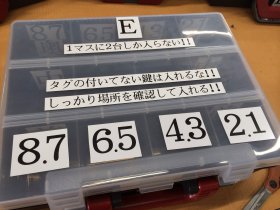 E
1マスに2台しか入らない!!
タグの付いてない鍵は入れるな!!
しっかり場所を確認して入れる!!
8.7 6.5 4.3 2.1